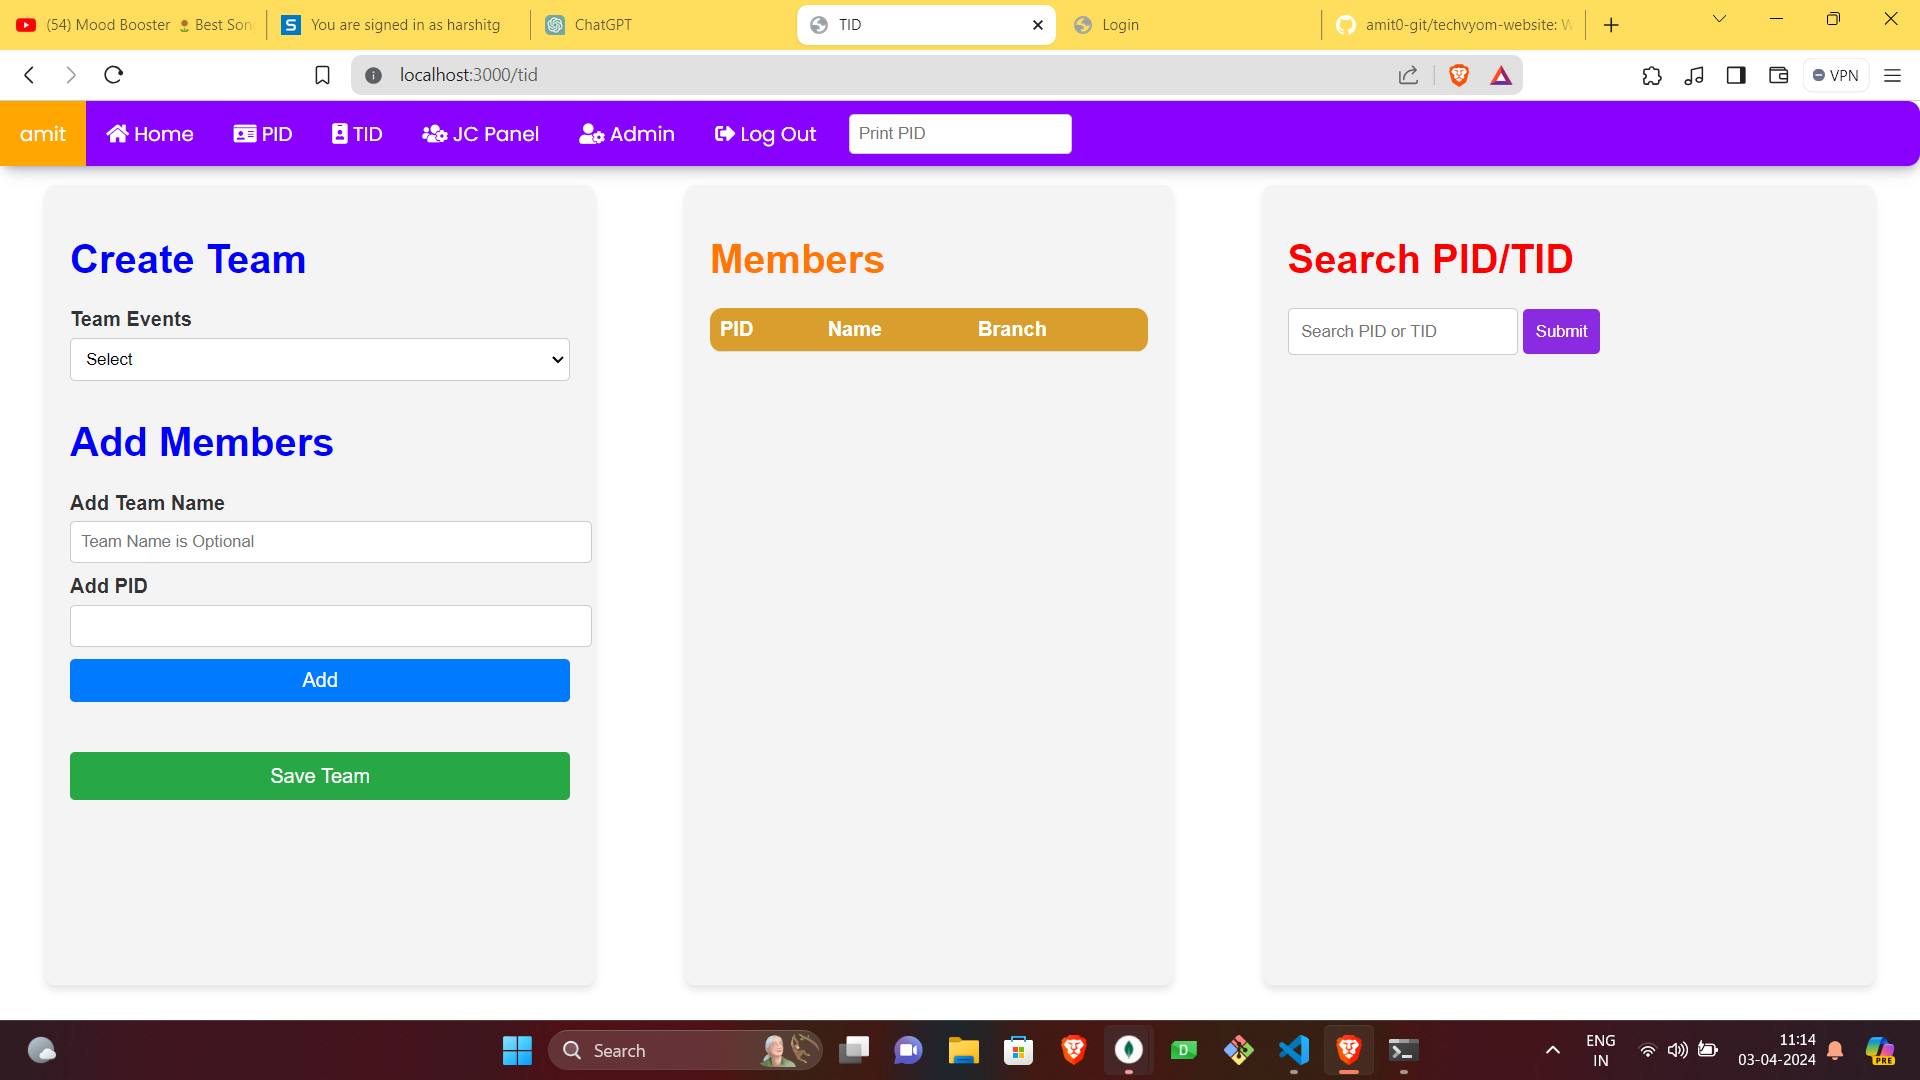 (54) Mood Booster 🌷 Best Son
You are signed in as harshitg
ChatGPT
TID
Login
amit0-git/techvyom-website: W
localhost:3000/tid
VPN
amit
Home
PID
TID
JC Panel
Admin
Log Out
Print PID
Create Team
Team Events
Select
Add Members
Add Team Name
Team Name is Optional
Add PID
Add
Save Team
Members
PID Name Branch
Search PID/TID
Search PID or TID
Submit
Search
ENG
IN
11:14
03-04-2024
PRE